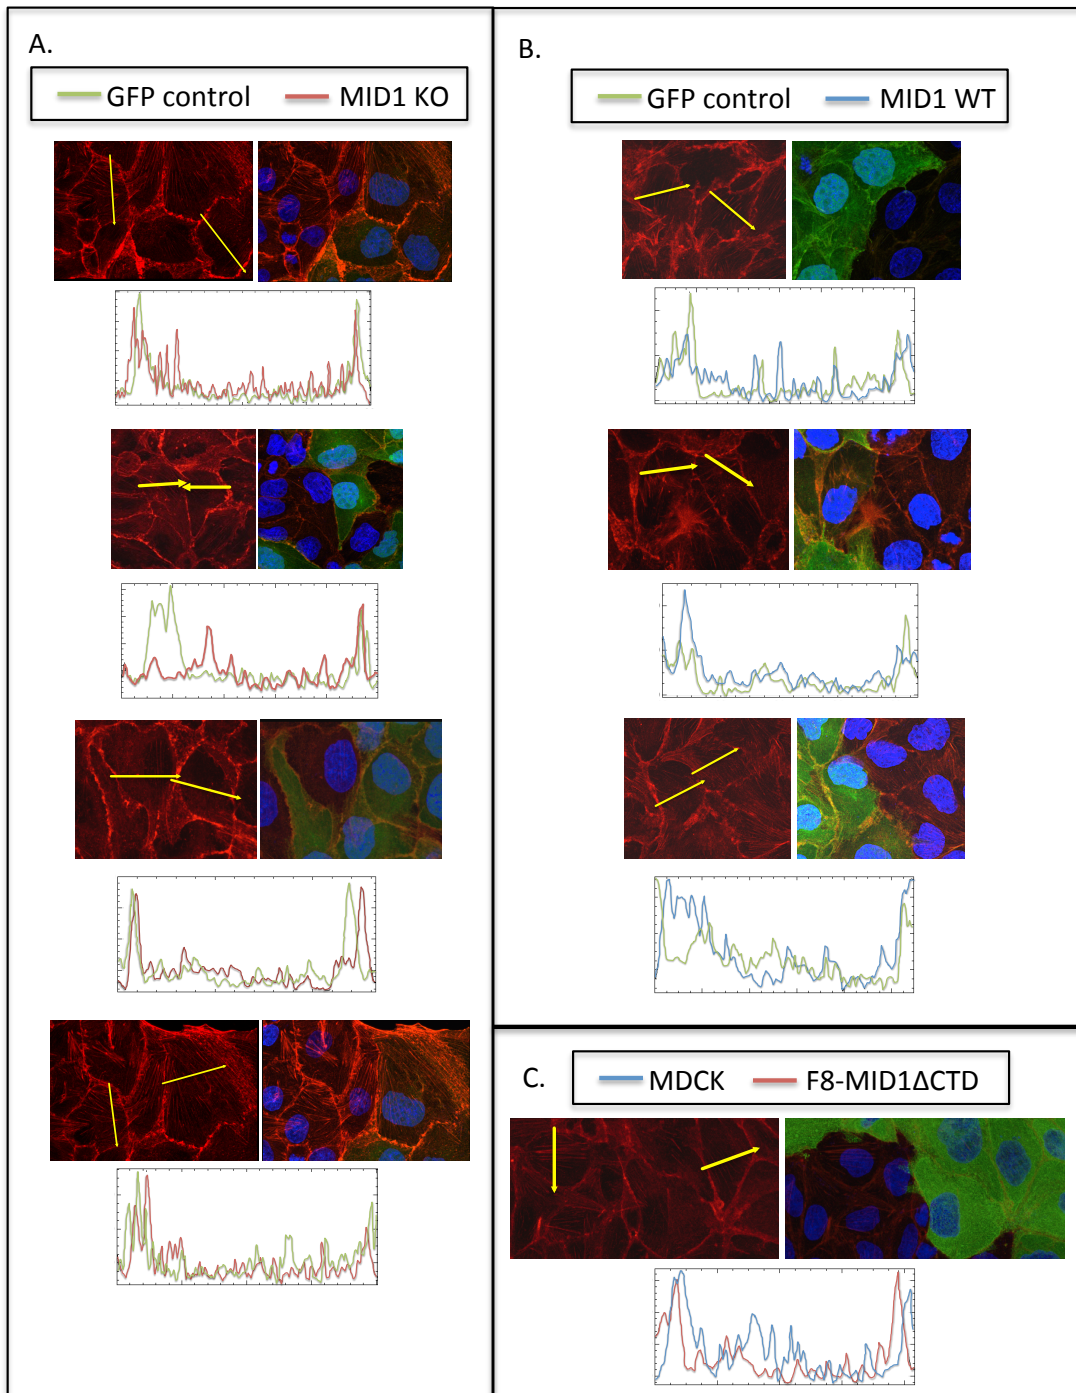 A.
GFP control MID1 KO
B.
GFP control MID1 WT
C.
MDCK F8-MID1ΔCTD